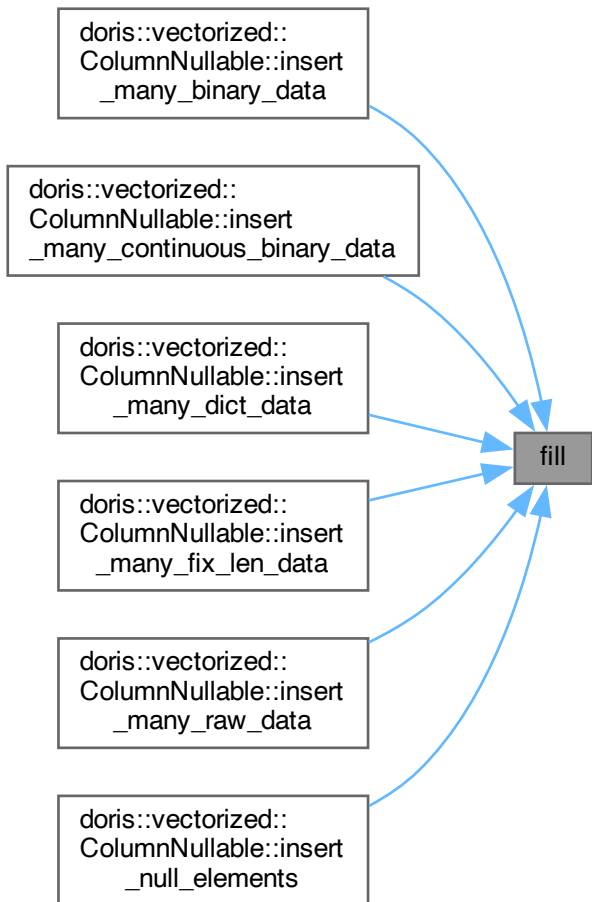 doris::vectorized::
ColumnNullable::insert
_many_binary_data
doris::vectorized::
ColumnNullable::insert
_many_continuous_binary_data
doris::vectorized::
ColumnNullable::insert
_many_dict_data
fill
doris::vectorized::
ColumnNullable::insert
_many_fix_len_data
doris::vectorized::
ColumnNullable::insert
_many_raw_data
doris::vectorized::
ColumnNullable::insert
_null_elements